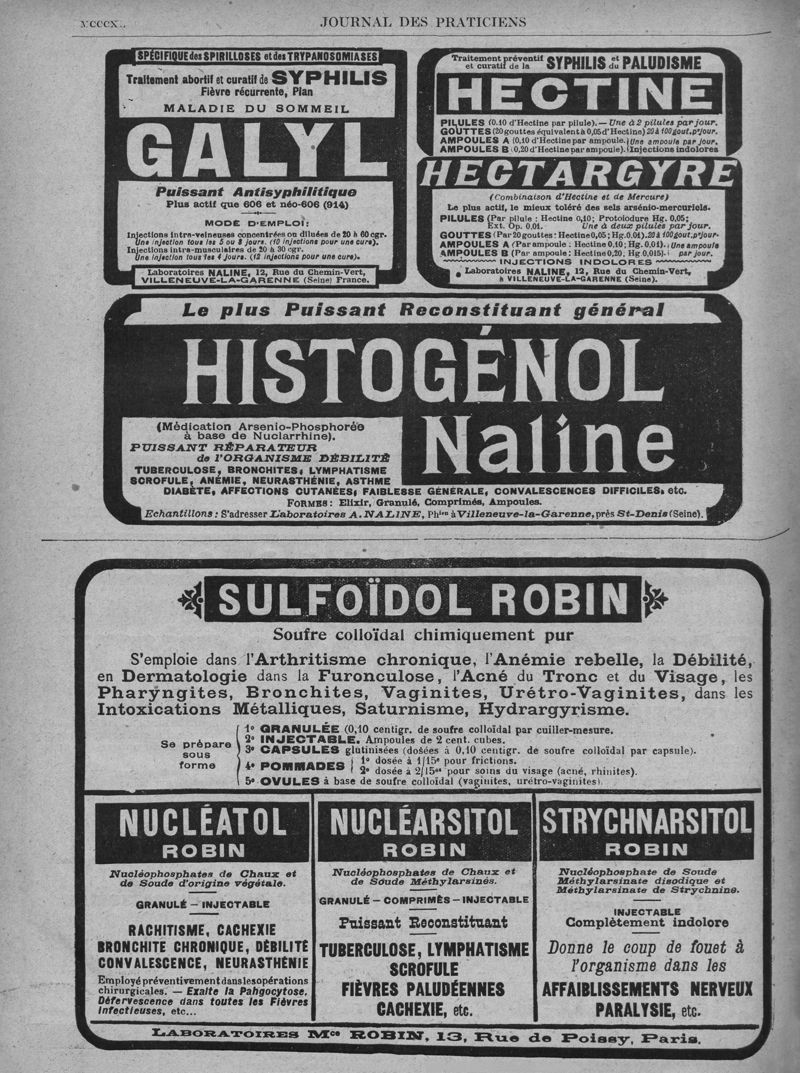 JOURNAL DES PRATICIENS
SPÉCIFIQUE des SPIRILLOSES et des TRYPANOSOMIASES
Traitement abortif et curatif de SYPHILIS
Fièvre récurrente, Pian
MALADIE DU SOMMEIL
GALYL
Puissant Antisyphilitique
Plus actif que 606 et néo-606 (914)
MODE D'EMPLOI:
Injections intra-veineuses concentrées ou diluées de 20 à 60 cgr.
Une injection tous les 5 ou 8 jours. (10 injections pour une cure).
Injections intra-musculaires de 20 à 30 cgr.
Une injection tous les 4 jours. (12 injections pour une cure).
Laboratoires NALINE, 12, Rue du Chemin-Vert,
VILLENEUVE-LA-GARENNE (Seine) France.
Traitement préventif et curatif de la SYPHILIS et du PALUDISME
HECTINE
PILULES (0.10 d'Hectine par pilule). — Une à 2 pilules par jour.
GOUTTES (20 gouttes équivalent à 0,05 d'Hectine) 20 à 100 gout. pr jour.
AMPOULES A (0,10 d'Hectine par ampoule.) Une ampoule par jour.
AMPOULES B (0,20 d'Hectine par ampoule). Injections indolores
HECTARGYRE
(Combinaison d'Hectine et de Mercure)
Le plus actif, le mieux toléré des sels arsénio-mercuriels.
PILULES (Par pilule : Hectine 0,10; Protoiodure Hg. 0,05;
Ext. Op. 0,01. Une à deux pilules par jour.
GOUTTES (Par 20 gouttes : Hectine 0,05; Hg. 0,01). 20 à 100 gout. pr jour.
AMPOULES A (Par ampoule : Hectine 0,10; Hg. 0,01). Une ampoule
AMPOULES B (Par ampoule : Hectine 0,20; Hg. 0,015). par jour.
INJECTIONS INDOLORES
Laboratoires NALINE, 12, Rue du Chemin-Vert,
à VILLENEUVE-LA-GARENNE (Seine).
Le plus Puissant Reconstituant général
HISTOGÉNOL
Naline
(Médication Arsenio-Phosphorée
à base de Nuclarrhine).
PUISSANT RÉPARATEUR
de l'ORGANISME DÉBILITÉ
TUBERCULOSE, BRONCHITES, LYMPHATISME
SCROFULE, ANÉMIE, NEURASTHÉNIE, ASTHME
DIABÈTE, AFFECTIONS CUTANÉES, FAIBLESSE GÉNÉRALE, CONVALESCENCES DIFFICILES, etc.
FORMES: Elixir, Granulé, Comprimés, Ampoules.
Echantillons : S'adresser Laboratoires A. NALINE, Phien à Villeneuve-la-Garenne, près St-Denis (Seine).
SULFOÏDOL ROBIN
Soufre colloïdal chimiquement pur
S'emploie dans l'Arthritisme chronique, l'Anémie rebelle, la Débilité,
en Dermatologie dans la Furonculose, l'Acné du Tronc et du Visage, les
Pharyngites, Bronchites, Vaginites, Urétro-Vaginites, dans les
Intoxications Métalliques, Saturnisme, Hydrargyrisme.
Se prépare
sous
forme
1º GRANULÉE (0,10 centigr. de soufre colloïdal par cuiller-mesure.
2º INJECTABLE. Ampoules de 2 cent. cubes.
3º CAPSULES glutinisées (dosées à 0,10 centigr. de soufre colloïdal par capsule).
4º POMMADES
1º dosée à 1/15e pour frictions.
2º dosée à 2/15es pour soins du visage (acné, rhinites).
5º OVULES à base de soufre colloïdal (vaginites, urétro-vaginites).
NUCLÉATOL
ROBIN
Nucléophosphates de Chaux et
de Soude d'origine végétale.
GRANULÉ – INJECTABLE
RACHITISME, CACHEXIE
BRONCHITE CHRONIQUE, DÉBILITÉ
CONVALESCENCE, NEURASTHÉNIE
Employé préventivement dans les opérations
chirurgicales. — Exalte la Pahgocytose.
Défervescence dans toutes les Fièvres
infectieuses, etc...
NUCLÉARSITOL
ROBIN
Nucléophosphates de Chaux et
de Soude Méthylarsinés.
GRANULÉ – COMPRIMÉS – INJECTABLE
Puissant Reconstituant
TUBERCULOSE, LYMPHATISME
SCROFULE
FIÈVRES PALUDÉENNES
CACHEXIE, etc.
STRYCHNARSITOL
ROBIN
Nucléophosphate de Soude
Méthylarsinate disodique et
Méthylarsinate de Strychnine.
INJECTABLE
Complètement indolore
Donne le coup de fouet à
l'organisme dans les
AFFAIBLISSEMENTS NERVEUX
PARALYSIE, etc.
LABORATOIRES Mce ROBIN, 13, Rue de Poissy, Paris.